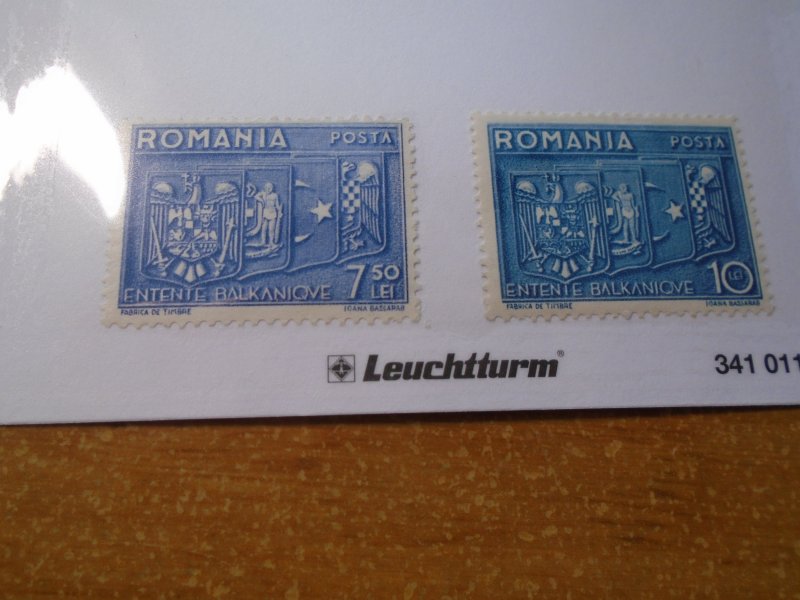 ROMANIA POSTA
7 50 LEI
ENTENTE BALKANIQVE
FABRICA DE TIMBRE IOANA BASSARAB
ROMANIA POSTA
10 LEI
ENTENTE BALKANIQVE
FABRICA DE TIMBRE IOANA BASSARAB
Leuchtturm®
341 011